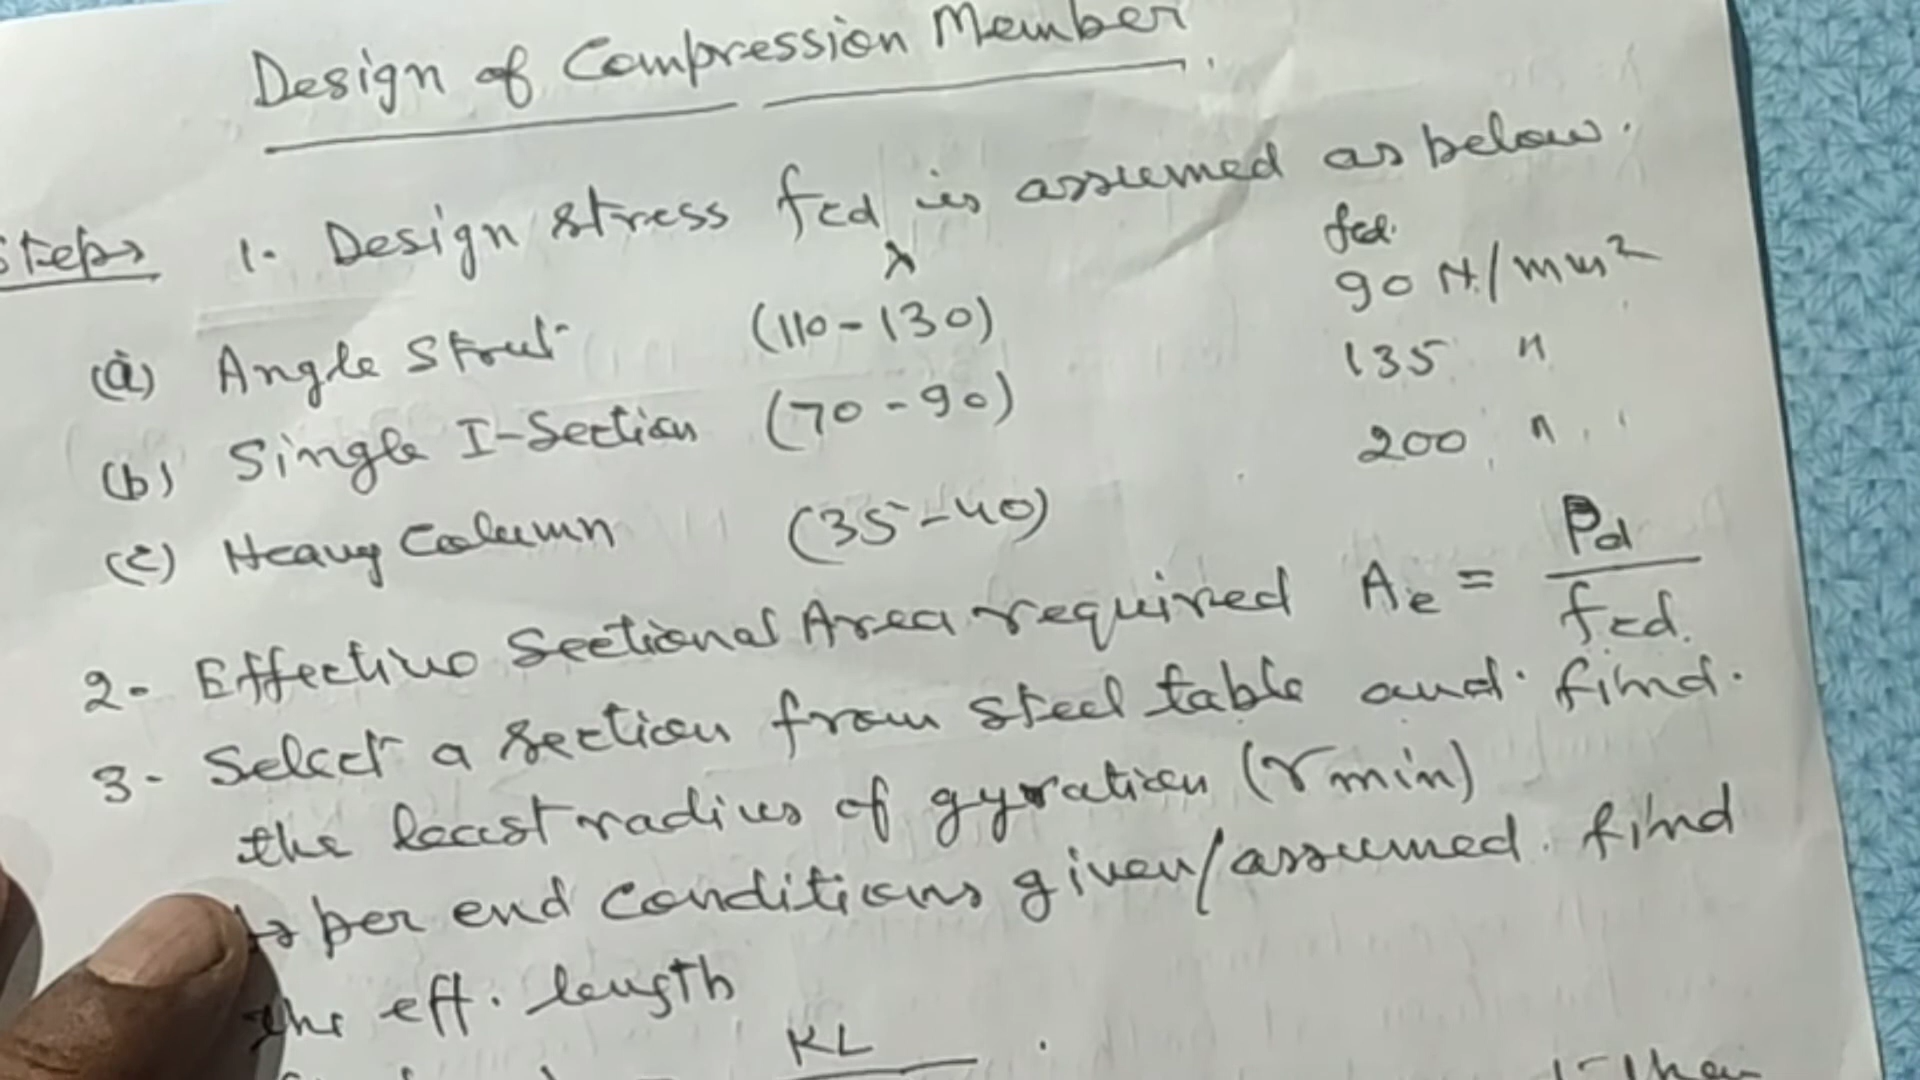 Design of Compression Member.
Steps 1. Design stress fcd is assumed as below.
λ fcd.
(a) Angle Strut (110-130) 90 N/mm²
(b) Single I-Section (70-90) 135 "
(c) Heavy Column (35-40) 200 "
2- Effective Sectional Area required Ae = Pd / fcd.
3- Select a section from steel table and find.
the least radius of gyration (rmin)
per end conditions given/assumed. find
the eff. length
KL